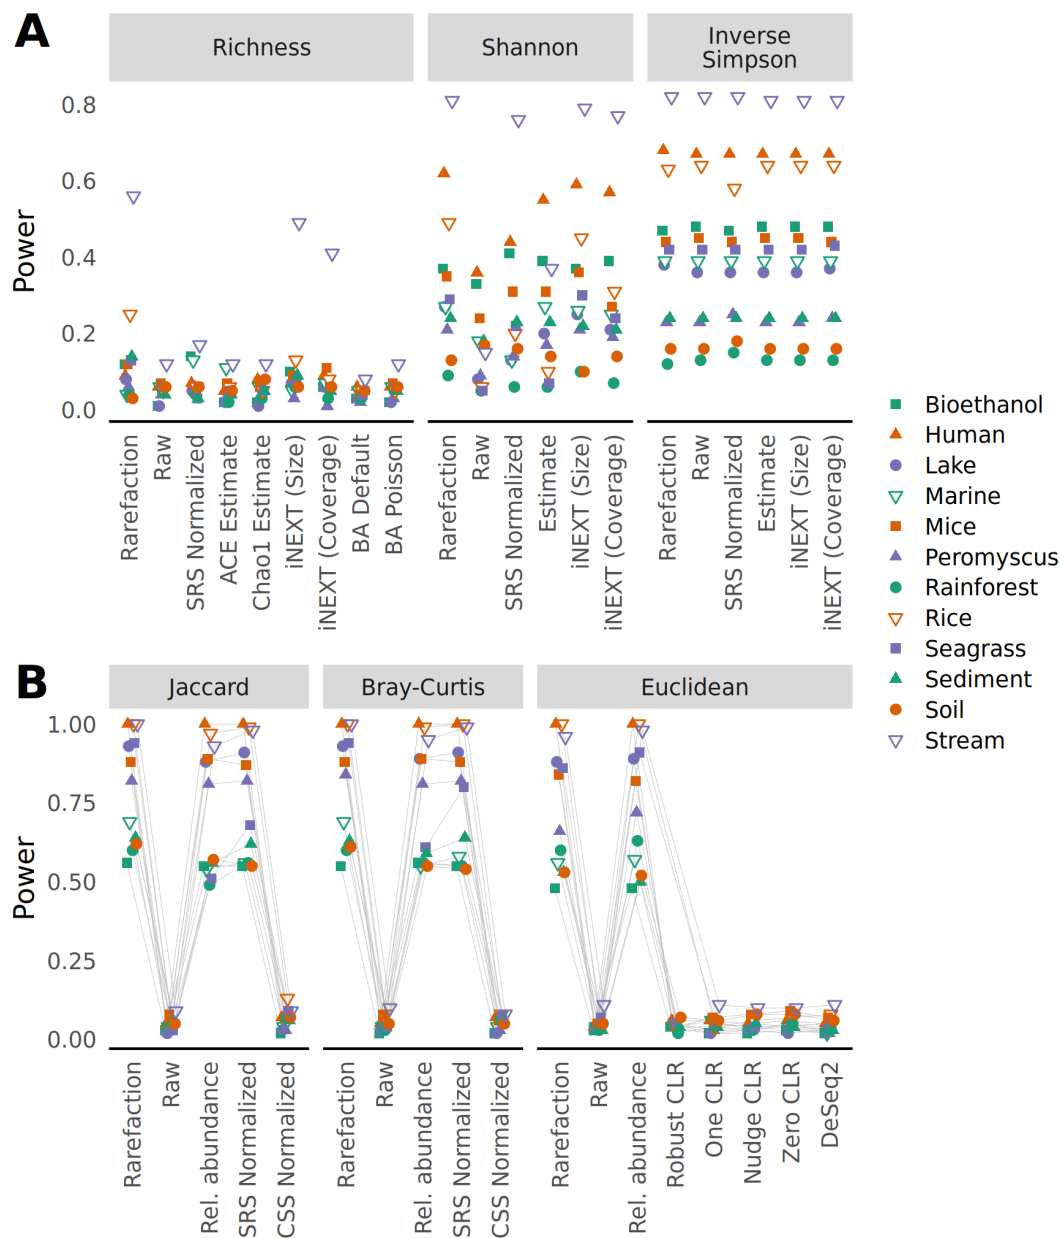 A
Richness
Shannon
Inverse
Simpson
Power
0.8
0.6
0.4
0.2
0.0
Rarefaction
Raw
SRS Normalized
ACE Estimate
Chao1 Estimate
iNEXT (Size)
iNEXT (Coverage)
BA Default
BA Poisson
Rarefaction
Raw
SRS Normalized
Estimate
iNEXT (Size)
iNEXT (Coverage)
Rarefaction
Raw
SRS Normalized
Estimate
iNEXT (Size)
iNEXT (Coverage)
Bioethanol
Human
Lake
Marine
Mice
Peromyscus
Rainforest
Rice
Seagrass
Sediment
Soil
Stream
B
Jaccard
Bray-Curtis
Euclidean
Power
1.00
0.75
0.50
0.25
0.00
Rarefaction
Raw
Rel. abundance
SRS Normalized
CSS Normalized
Rarefaction
Raw
Rel. abundance
SRS Normalized
CSS Normalized
Rarefaction
Raw
Rel. abundance
Robust CLR
One CLR
Nudge CLR
Zero CLR
DeSeq2